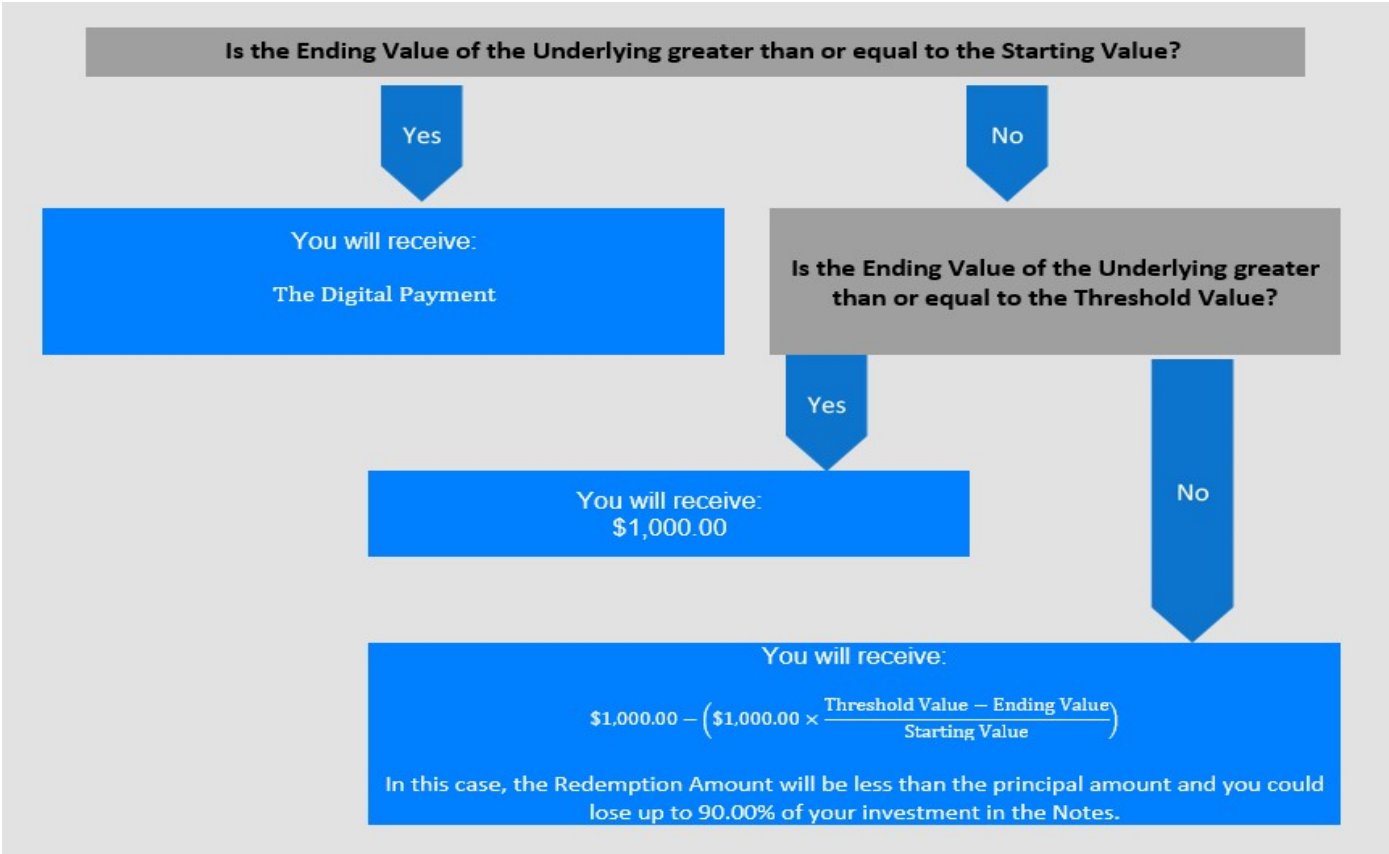 Is the Ending Value of the Underlying greater than or equal to the Starting Value?
Yes
No
You will receive:
The Digital Payment
Is the Ending Value of the Underlying greater
than or equal to the Threshold Value?
Yes
No
You will receive:
$1,000.00
You will receive:
$1,000.00 − ($1,000.00 × Threshold Value − Ending Value
Starting Value)
In this case, the Redemption Amount will be less than the principal amount and you could
lose up to 90.00% of your investment in the Notes.